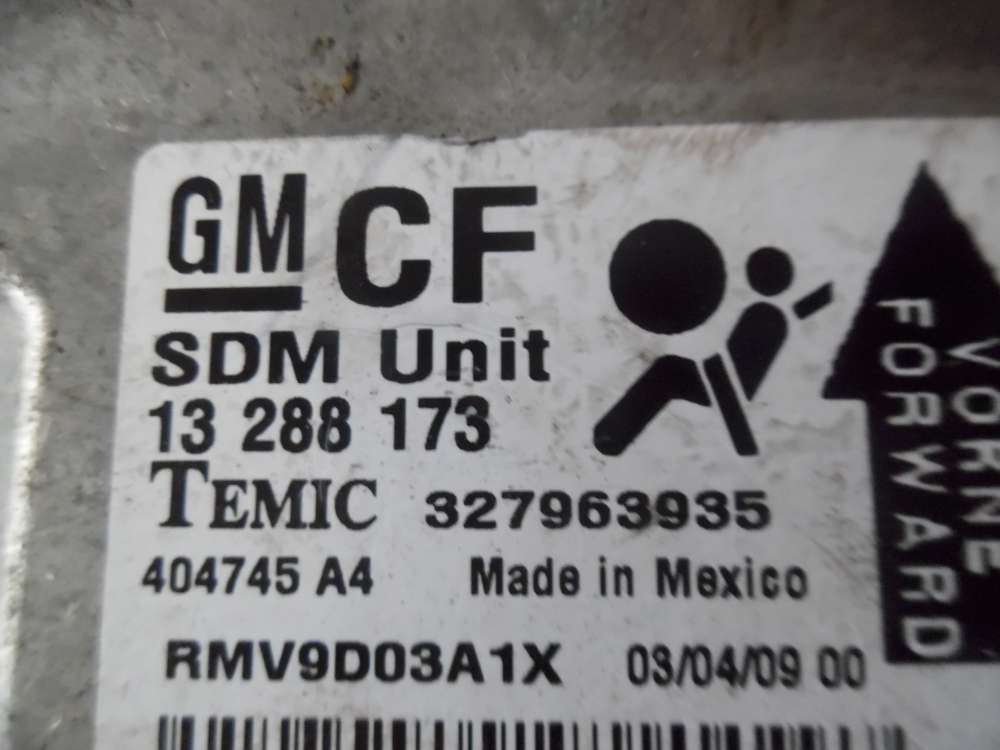 GM CF
SDM Unit
13 288 173
TEMIC 327963935
404745 A4 Made in Mexico
RMV9D03A1X 03/04/09 00
VORNE
FORWARD